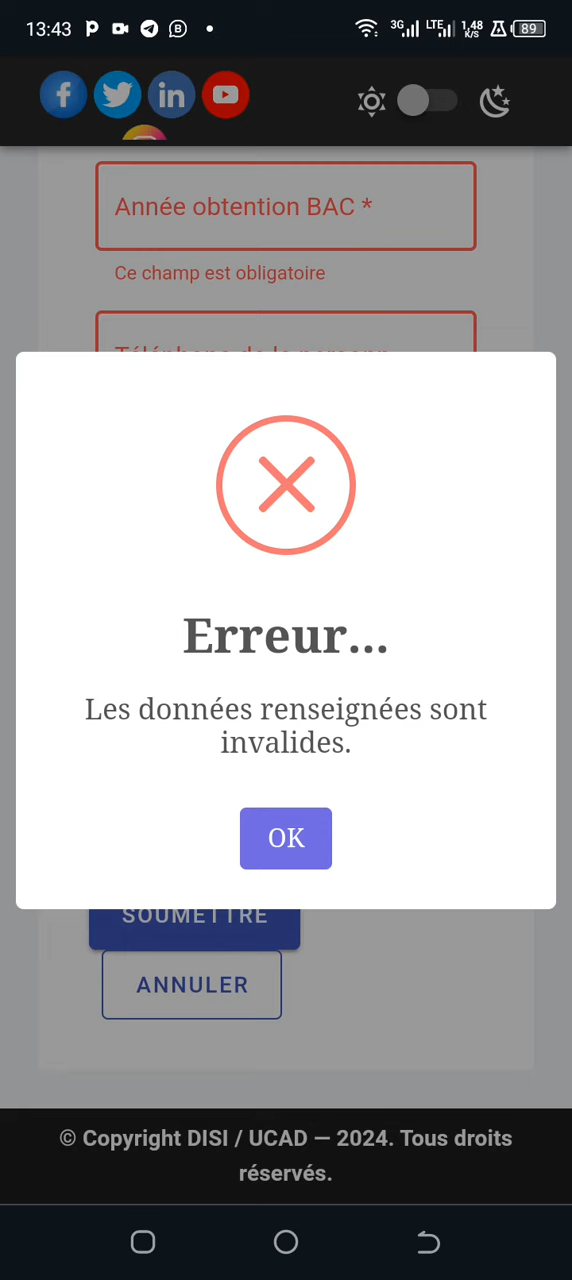 13:43
3G
LTE
1,48
K/S
89
Année obtention BAC *
Ce champ est obligatoire
Erreur...
Les données renseignées sont
invalides.
OK
SOUMETTRE
ANNULER
© Copyright DISI / UCAD — 2024. Tous droits
réservés.